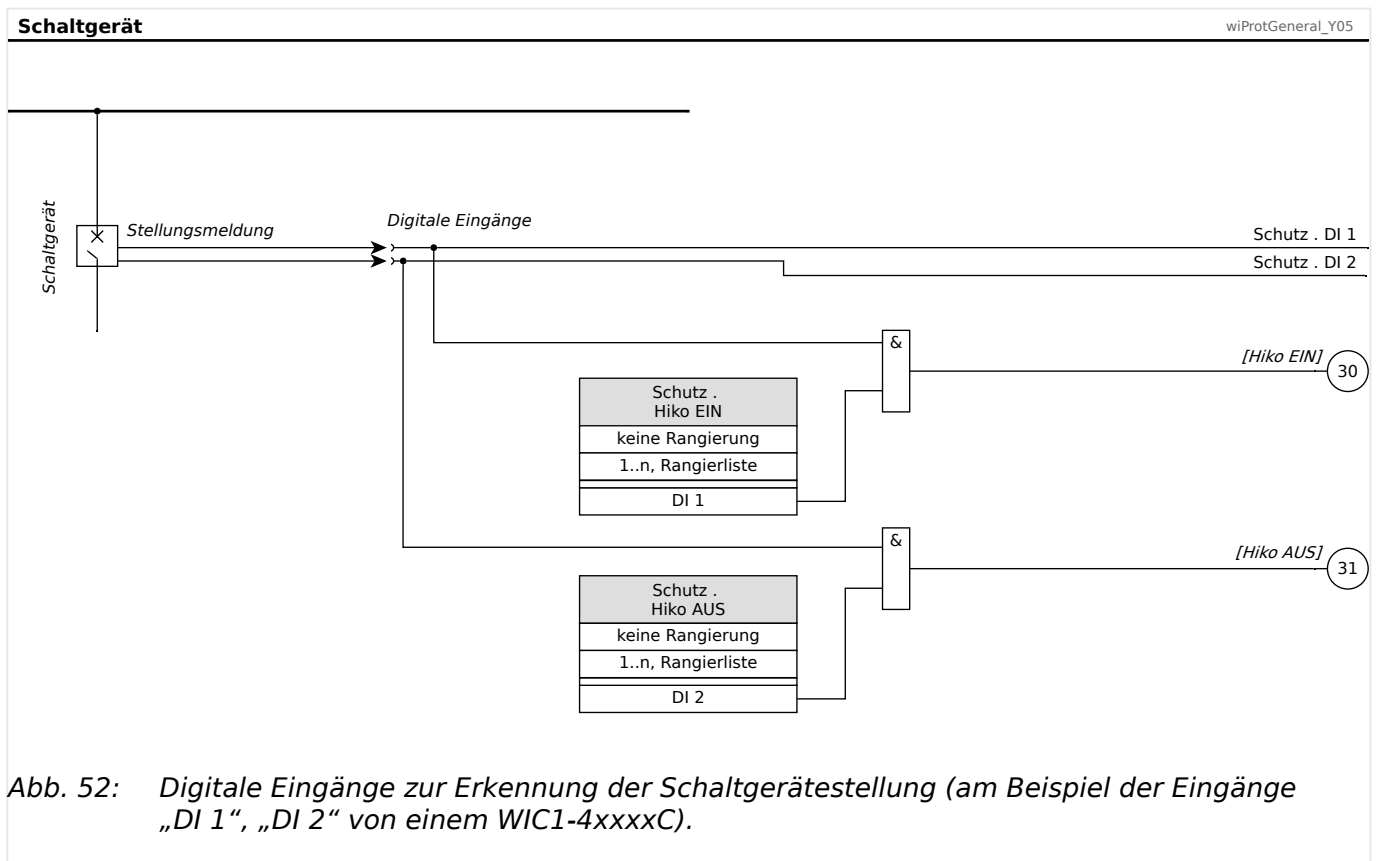 Schaltgerät
wiProtGeneral_Y05
Schaltgerät
Stellungsmeldung
Digitale Eingänge
Schutz . DI 1
Schutz . DI 2
&
[Hiko EIN]
30
Schutz .
Hiko EIN
keine Rangierung
1..n, Rangierliste
DI 1
&
[Hiko AUS]
31
Schutz .
Hiko AUS
keine Rangierung
1..n, Rangierliste
DI 2
Abb. 52: Digitale Eingänge zur Erkennung der Schaltgerätestellung (am Beispiel der Eingänge
„DI 1“, „DI 2“ von einem WIC1-4xxxxC).